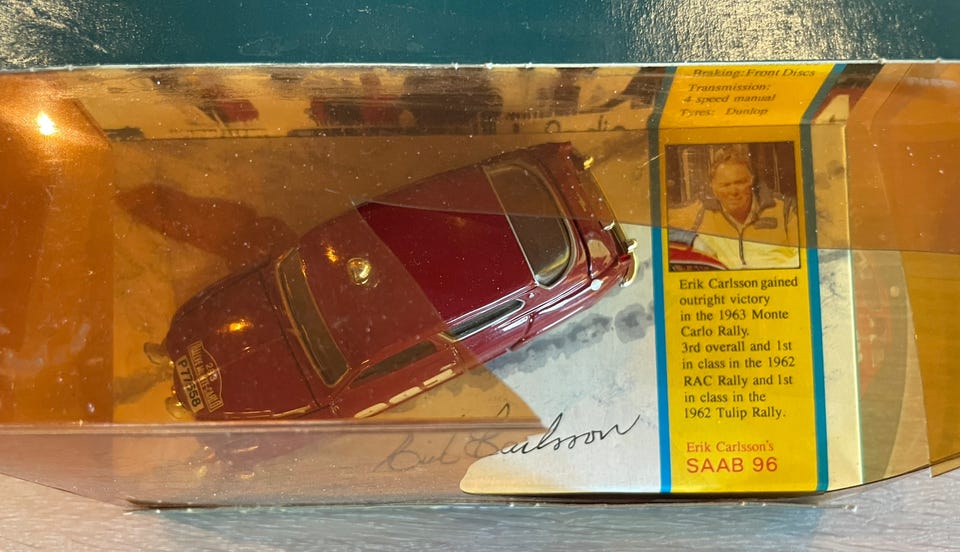 Braking: Front Discs
Transmission:
4 speed manual
Tyres: Dunlop
Erik Carlsson gained
outright victory
in the 1963 Monte
Carlo Rally.
3rd overall and 1st
in class in the 1962
RAC Rally and 1st
in class in the
1962 Tulip Rally.
Erik Carlsson's
SAAB 96
Erik Carlsson